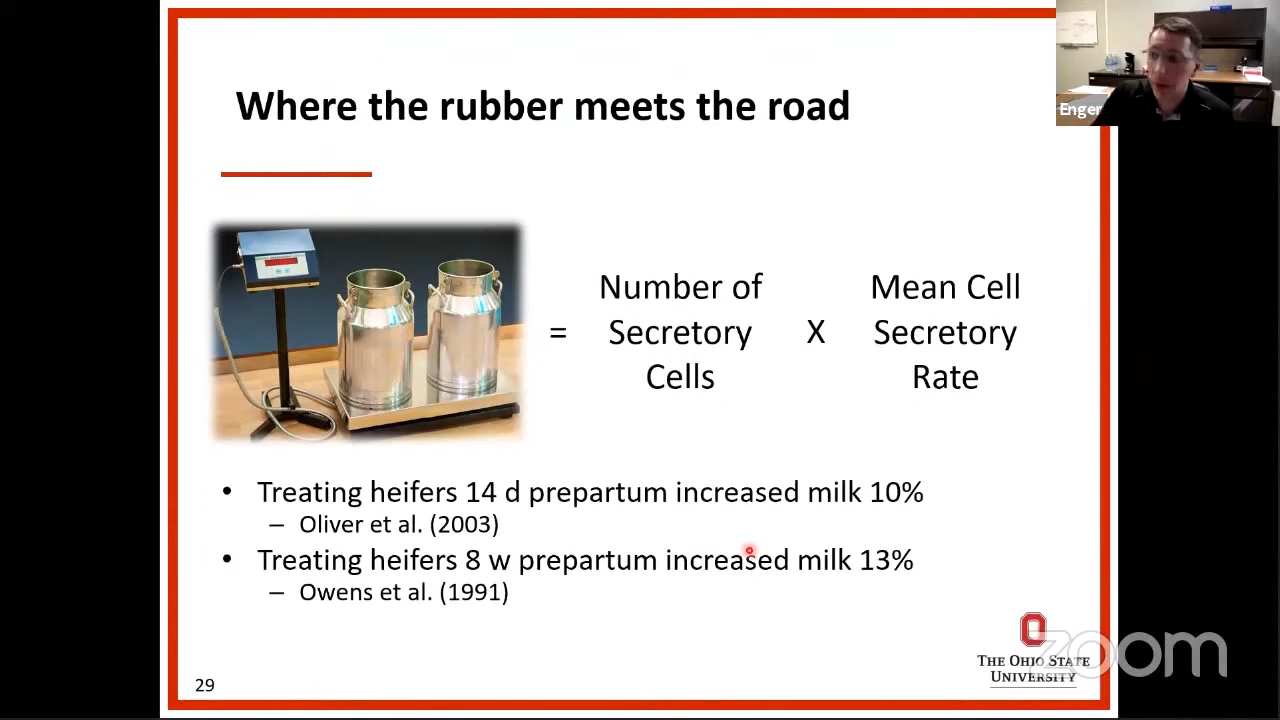 Where the rubber meets the road
Enger
=
Number of
Secretory
Cells
X
Mean Cell
Secretory
Rate
• Treating heifers 14 d prepartum increased milk 10%
– Oliver et al. (2003)
• Treating heifers 8 w prepartum increased milk 13%
– Owens et al. (1991)
THE OHIO STATE
UNIVERSITY
zoom
29